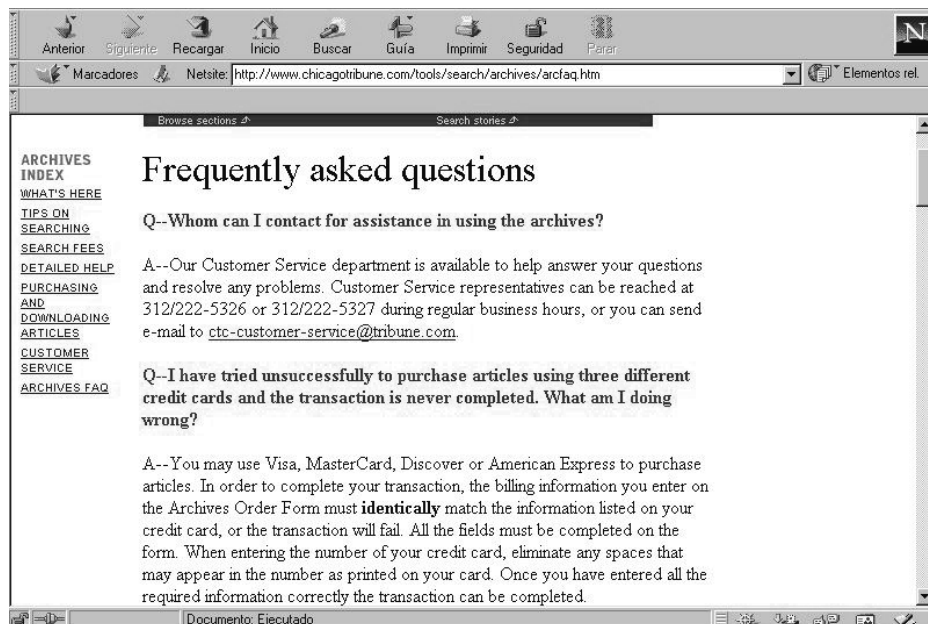 Anterior Siguiente Recargar Inicio Buscar Guía Imprimir Seguridad Parar
N
Marcadores Netsite: http://www.chicagotribune.com/tools/search/archives/arcfaq.htm Elementos rel.
Browse sections Search stories
ARCHIVES
INDEX
WHAT'S HERE
TIPS ON
SEARCHING
SEARCH FEES
DETAILED HELP
PURCHASING
AND
DOWNLOADING
ARTICLES
CUSTOMER
SERVICE
ARCHIVES FAQ
Frequently asked questions
Q--Whom can I contact for assistance in using the archives?
A--Our Customer Service department is available to help answer your questions
and resolve any problems. Customer Service representatives can be reached at
312/222-5326 or 312/222-5327 during regular business hours, or you can send
e-mail to ctc-customer-service@tribune.com.
Q--I have tried unsuccessfully to purchase articles using three different
credit cards and the transaction is never completed. What am I doing
wrong?
A--You may use Visa, MasterCard, Discover or American Express to purchase
articles. In order to complete your transaction, the billing information you enter on
the Archives Order Form must identically match the information listed on your
credit card, or the transaction will fail. All the fields must be completed on the
form. When entering the number of your credit card, eliminate any spaces that
may appear in the number as printed on your card. Once you have entered all the
required information correctly the transaction can be completed.
Documento: Ejecutado